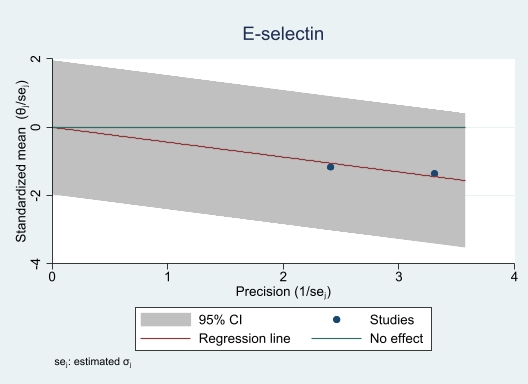 E-selectin
Standardized mean (θj/sej)
2
0
-2
-4
0 1 2 3 4
Precision (1/sej)
95% CI Studies
Regression line No effect
sej: estimated σj